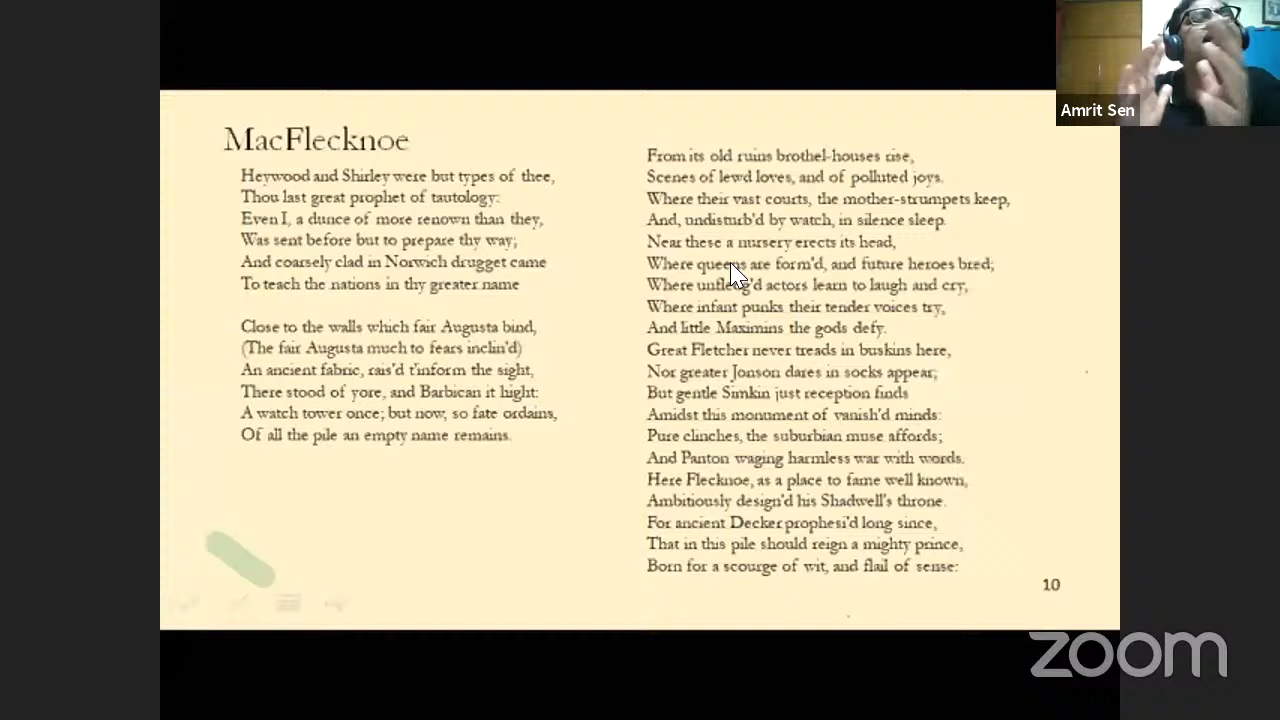 MacFlecknoe
Heywood and Shirley were but types of thee,
Thou last great prophet of tautology:
Even I, a dunce of more renown than they,
Was sent before but to prepare thy way;
And coarsely clad in Norwich drugget came
To teach the nations in thy greater name
Close to the walls which fair Augusta bind,
(The fair Augusta much to fears inclin'd)
An ancient fabric, rais'd t'inform the sight,
There stood of yore, and Barbican it hight:
A watch tower once; but now, so fate ordains,
Of all the pile an empty name remains.
From its old ruins brothel-houses rise,
Scenes of lewd loves, and of polluted joys.
Where their vast courts, the mother-strumpets keep,
And, undisturb'd by watch, in silence sleep.
Near these a nursery erects its head,
Where queens are form'd, and future heroes bred;
Where unfledg'd actors learn to laugh and cry,
Where infant punks their tender voices try,
And little Maximins the gods defy.
Great Fletcher never treads in buskins here,
Nor greater Jonson dares in socks appear;
But gentle Simkin just reception finds
Amidst this monument of vanish'd minds:
Pure clinches, the suburbian muse affords;
And Panton waging harmless war with words.
Here Flecknoe, as a place to fame well known,
Ambitiously design'd his Shadwell's throne.
For ancient Decker prophesi'd long since,
That in this pile should reign a mighty prince,
Born for a scourge of wit, and flail of sense:
10
Amrit Sen
zoom